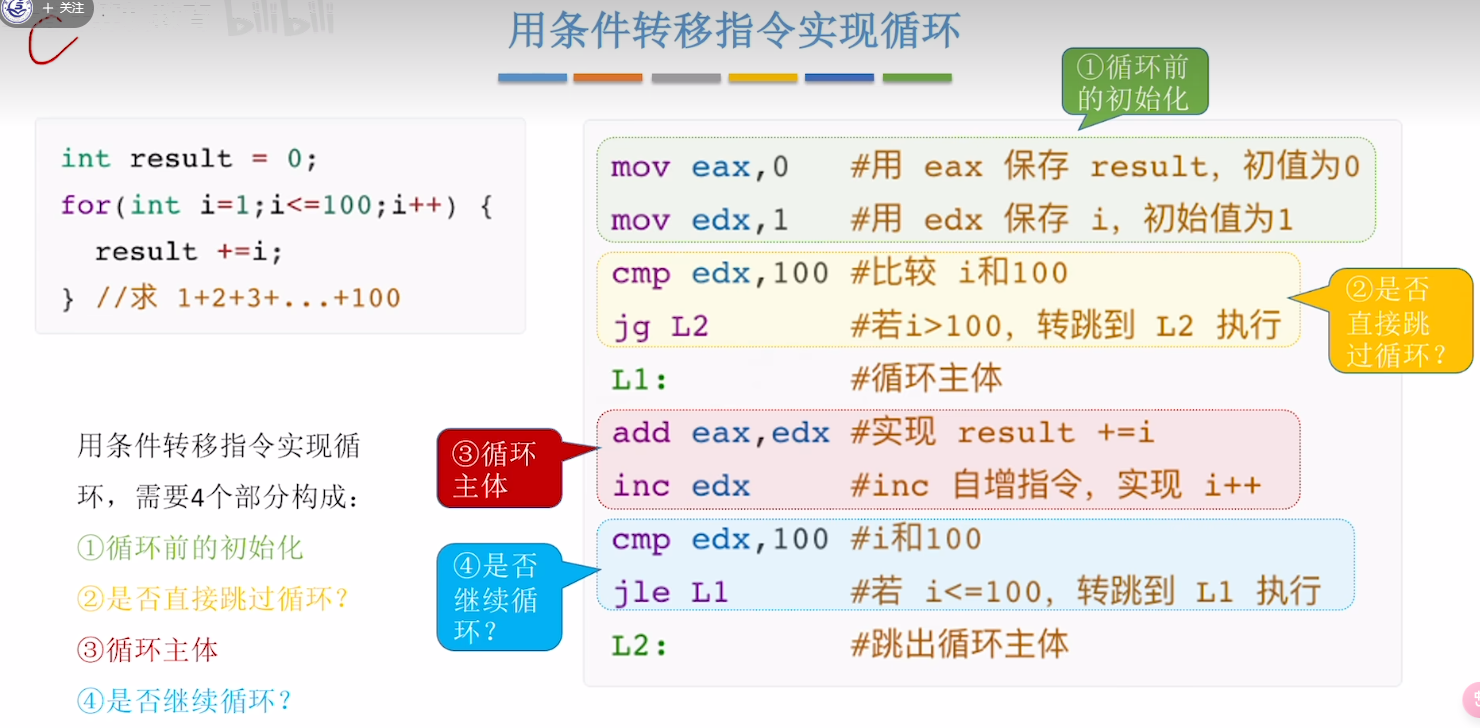 + 关注
bilibili
用条件转移指令实现循环
①循环前
的初始化
int result = 0;
for(int i=1;i<=100;i++) {
result +=i;
} //求 1+2+3+...+100
mov eax,0 #用 eax 保存 result, 初值为0
mov edx,1 #用 edx 保存 i, 初始值为1
cmp edx,100 #比较 i和100
jg L2 #若i>100, 转跳到 L2 执行
②是否
直接跳
过循环?
L1: #循环主体
add eax,edx #实现 result +=i
inc edx #inc 自增指令, 实现 i++
③循环
主体
cmp edx,100 #i和100
jle L1 #若 i<=100, 转跳到 L1 执行
④是否
继续循
环?
L2: #跳出循环主体
用条件转移指令实现循
环，需要4个部分构成：
①循环前的初始化
②是否直接跳过循环?
③循环主体
④是否继续循环?